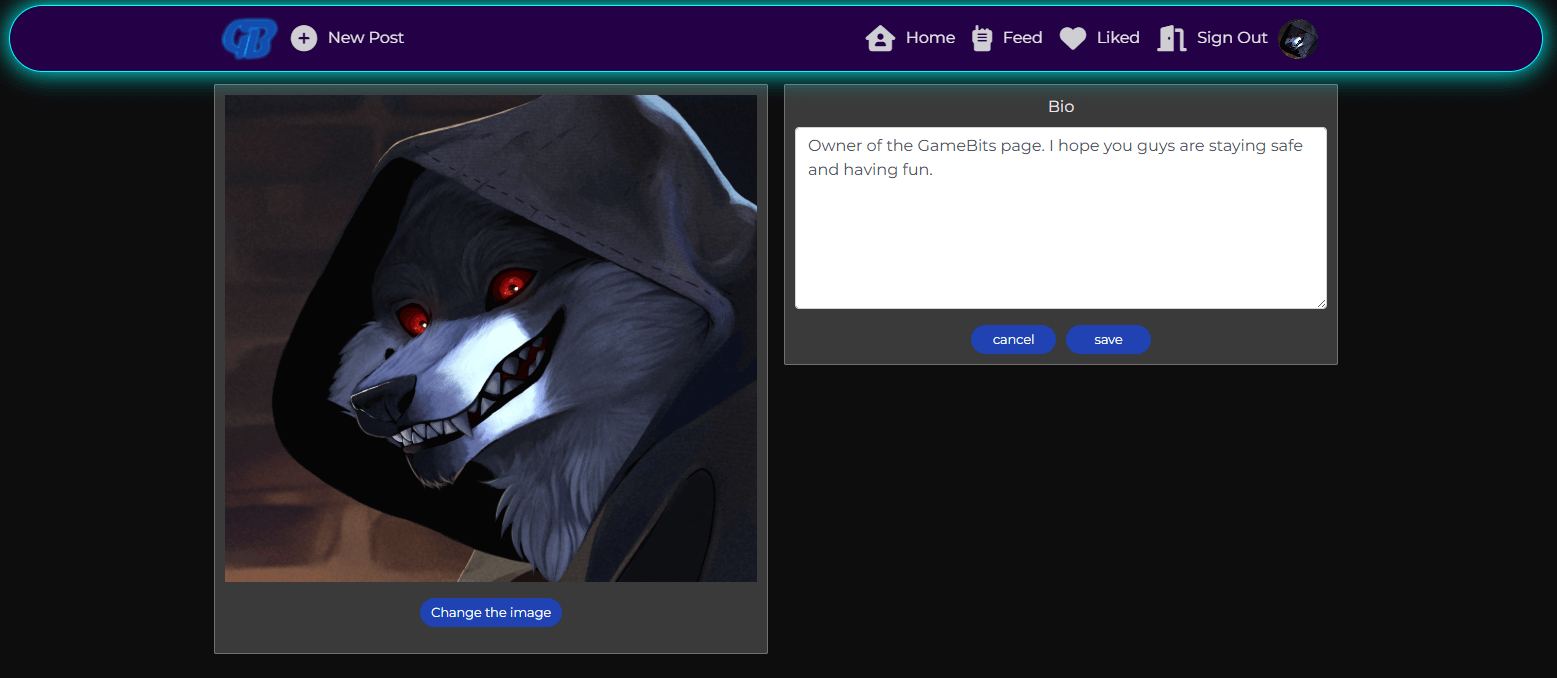 GB
New Post
Home
Feed
Liked
Sign Out
Bio
Owner of the GameBits page. I hope you guys are staying safe
and having fun.
cancel
save
Change the image